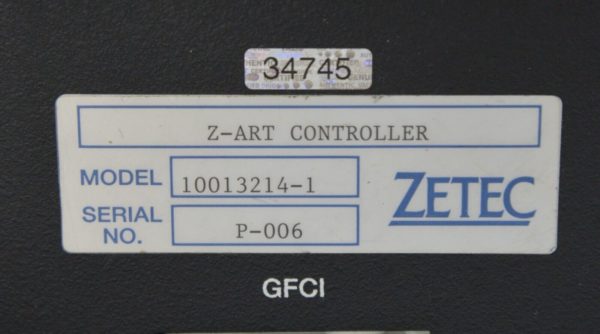 34745
Z-ART CONTROLLER
MODEL 10013214-1
SERIAL NO. P-006
ZETEC
GFCI